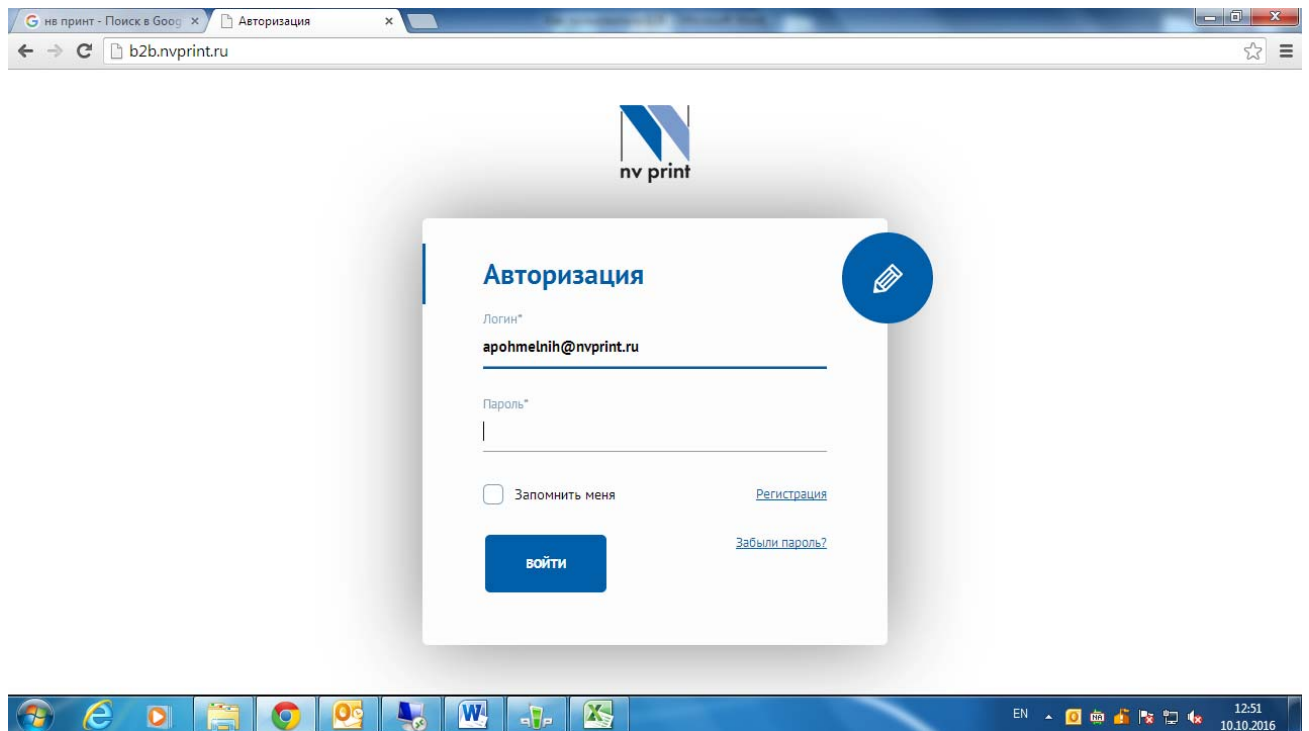 нв принт - Поиск в Goog
Авторизация
b2b.nvprint.ru
nv print
Авторизация
Логин*
apohmelnih@nvprint.ru
Пароль*
Запомнить меня
Регистрация
Забыли пароль?
ВОЙТИ
EN
12:51
10.10.2016